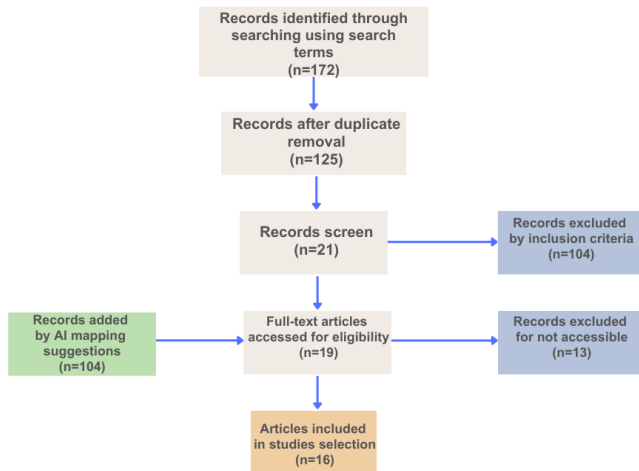 Records identified through
searching using search
terms
(n=172)
Records after duplicate
removal
(n=125)
Records screen
(n=21)
Records excluded
by inclusion criteria
(n=104)
Records added
by AI mapping
suggestions
(n=104)
Full-text articles
accessed for eligibility
(n=19)
Records excluded
for not accessible
(n=13)
Articles included
in studies selection
(n=16)